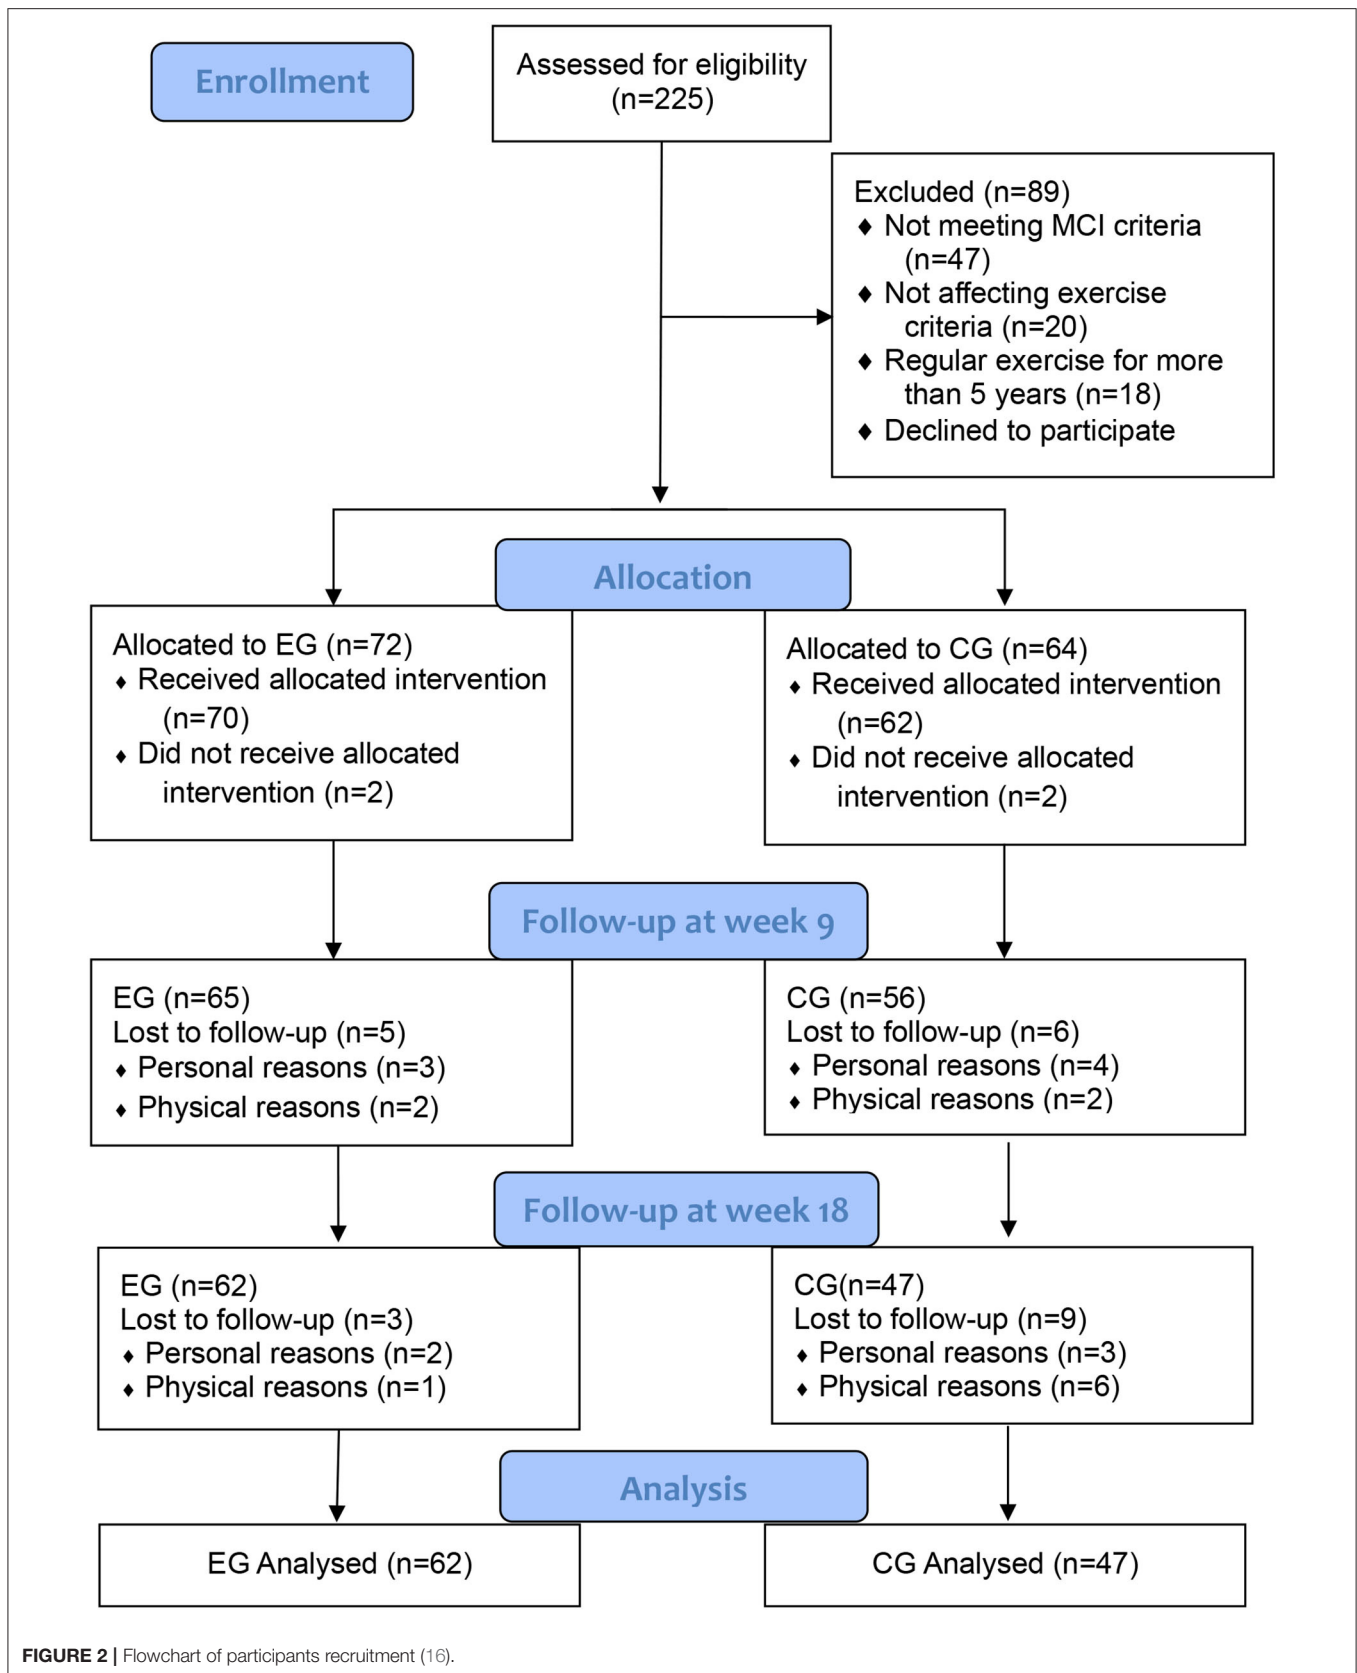 Enrollment
Assessed for eligibility
(n=225)
Excluded (n=89)
♦ Not meeting MCI criteria
(n=47)
♦ Not affecting exercise
criteria (n=20)
♦ Regular exercise for more
than 5 years (n=18)
♦ Declined to participate
Allocation
Allocated to EG (n=72)
♦ Received allocated intervention
(n=70)
♦ Did not receive allocated
intervention (n=2)
Allocated to CG (n=64)
♦ Received allocated intervention
(n=62)
♦ Did not receive allocated
intervention (n=2)
Follow-up at week 9
EG (n=65)
Lost to follow-up (n=5)
♦ Personal reasons (n=3)
♦ Physical reasons (n=2)
CG (n=56)
Lost to follow-up (n=6)
♦ Personal reasons (n=4)
♦ Physical reasons (n=2)
Follow-up at week 18
EG (n=62)
Lost to follow-up (n=3)
♦ Personal reasons (n=2)
♦ Physical reasons (n=1)
CG(n=47)
Lost to follow-up (n=9)
♦ Personal reasons (n=3)
♦ Physical reasons (n=6)
Analysis
EG Analysed (n=62)
CG Analysed (n=47)
FIGURE 2 | Flowchart of participants recruitment (16).